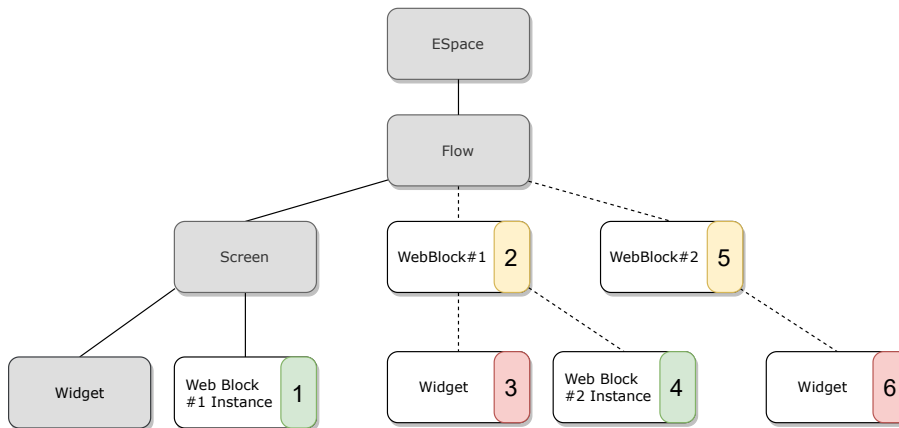 ESpace
Flow
Screen
WebBlock#1
2
WebBlock#2
5
Widget
Web Block
#1 Instance
1
Widget
3
Web Block
#2 Instance
4
Widget
6